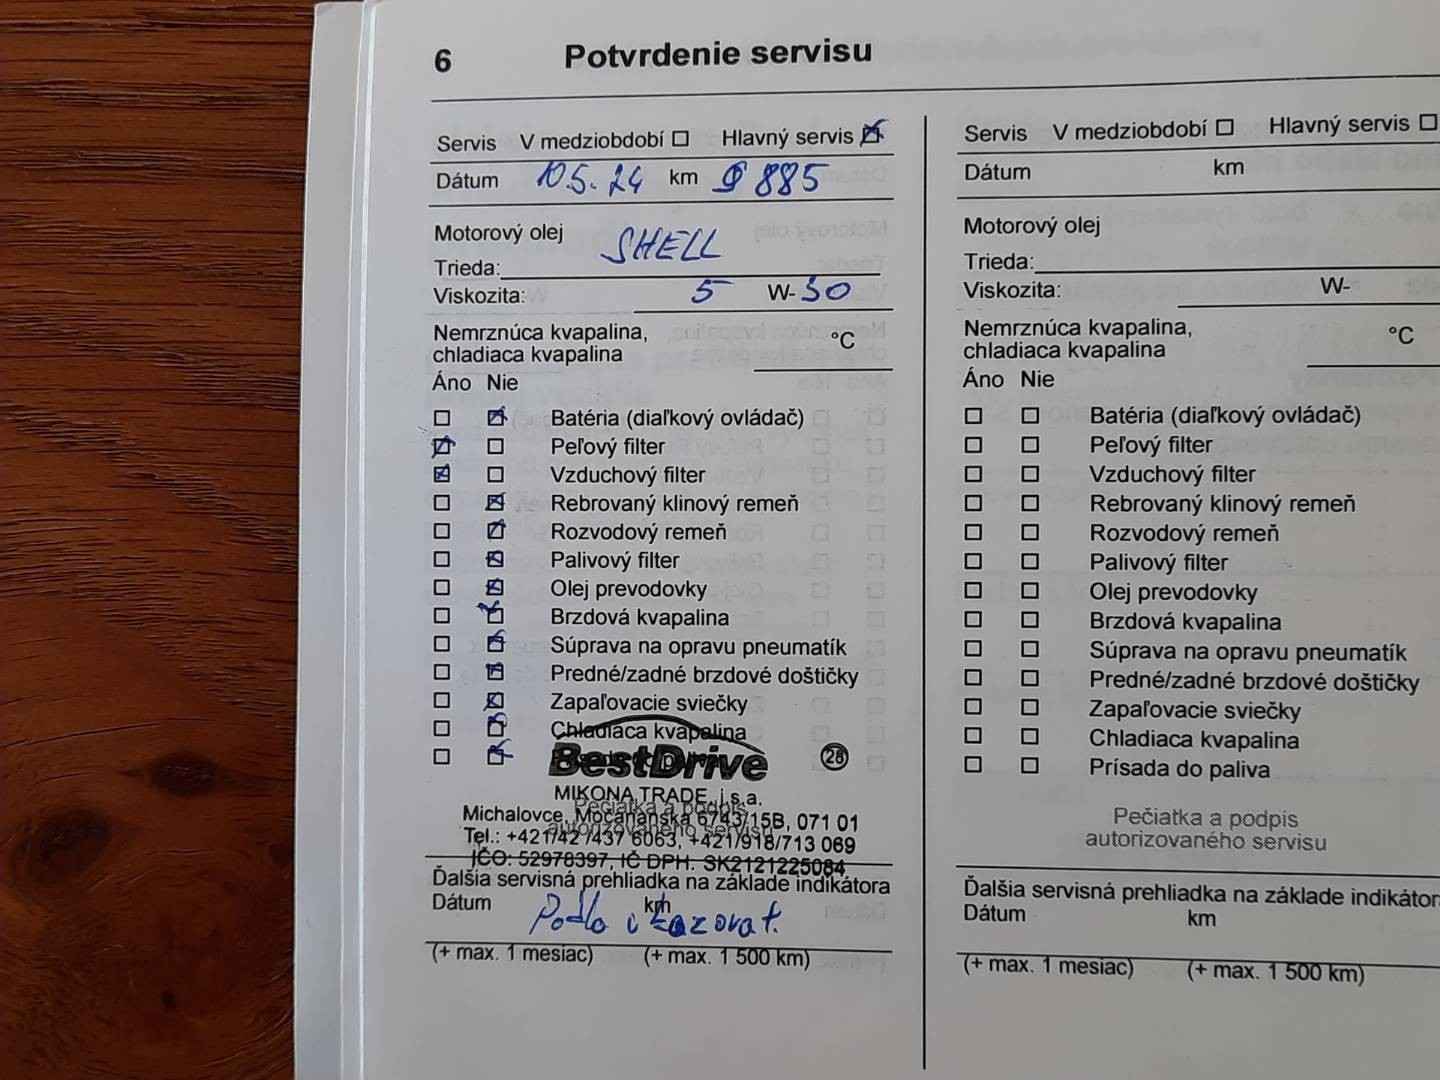 6 Potvrdenie servisu
Servis V medziobdobí ☐ Hlavný servis ☒
Dátum 10.5.24 km 9 885
Motorový olej
SHELL
Trieda:
Viskozita: 5 W-30
Nemrznúca kvapalina,
chladiaca kvapalina °C
Áno Nie
☐ ☒ Batéria (diaľkový ovládač)
☒ ☐ Peľový filter
☒ ☐ Vzduchový filter
☐ ☒ Rebrovaný klinový remeň
☐ ☒ Rozvodový remeň
☐ ☒ Palivový filter
☐ ☒ Olej prevodovky
☐ ☒ Brzdová kvapalina
☐ ☒ Súprava na opravu pneumatík
☐ ☒ Predné/zadné brzdové doštičky
☐ ☒ Zapaľovacie sviečky
☐ ☒ Chladiaca kvapalina
☐ ☒
BestDrive 28
MIKONA TRADE, j.s.a.
Pečiatka a podpis
Michalovce, Močarianska 6743/15B, 071 01
autorizovaného servisu
Tel.: +421/42 /437 6063, +421/918/713 069
IČO: 52978397, IČ DPH: SK2121225084
Ďalšia servisná prehliadka na základe indikátora
Dátum km
Podla ukazovat.
(+ max. 1 mesiac) (+ max. 1 500 km)
Servis V medziobdobí ☐ Hlavný servis ☐
Dátum km
Motorový olej
Trieda:
Viskozita: W-
Nemrznúca kvapalina,
chladiaca kvapalina °C
Áno Nie
☐ ☐ Batéria (diaľkový ovládač)
☐ ☐ Peľový filter
☐ ☐ Vzduchový filter
☐ ☐ Rebrovaný klinový remeň
☐ ☐ Rozvodový remeň
☐ ☐ Palivový filter
☐ ☐ Olej prevodovky
☐ ☐ Brzdová kvapalina
☐ ☐ Súprava na opravu pneumatík
☐ ☐ Predné/zadné brzdové doštičky
☐ ☐ Zapaľovacie sviečky
☐ ☐ Chladiaca kvapalina
☐ ☐ Prísada do paliva
Pečiatka a podpis
autorizovaného servisu
Ďalšia servisná prehliadka na základe indikátor
Dátum km
(+ max. 1 mesiac) (+ max. 1 500 km)